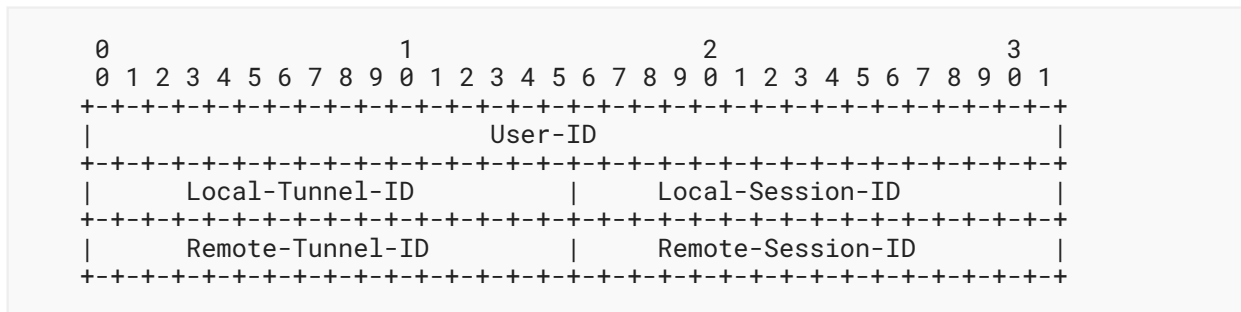 0                   1                   2                   3
 0 1 2 3 4 5 6 7 8 9 0 1 2 3 4 5 6 7 8 9 0 1 2 3 4 5 6 7 8 9 0 1
+-+-+-+-+-+-+-+-+-+-+-+-+-+-+-+-+-+-+-+-+-+-+-+-+-+-+-+-+-+-+-+-+
|                          User-ID                              |
+-+-+-+-+-+-+-+-+-+-+-+-+-+-+-+-+-+-+-+-+-+-+-+-+-+-+-+-+-+-+-+-+
|      Local-Tunnel-ID          |     Local-Session-ID          |
+-+-+-+-+-+-+-+-+-+-+-+-+-+-+-+-+-+-+-+-+-+-+-+-+-+-+-+-+-+-+-+-+
|      Remote-Tunnel-ID         |     Remote-Session-ID         |
+-+-+-+-+-+-+-+-+-+-+-+-+-+-+-+-+-+-+-+-+-+-+-+-+-+-+-+-+-+-+-+-+